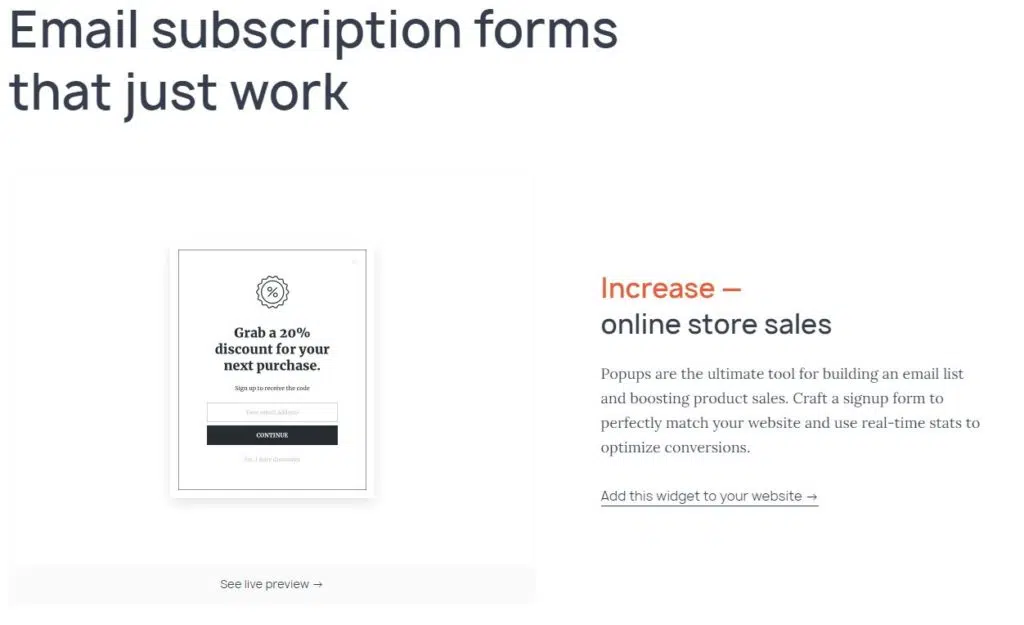 Email subscription forms
that just work
%
Grab a 20%
discount for your
next purchase.
Sign up to receive the code
Your email address
CONTINUE
Increase —
online store sales
Popups are the ultimate tool for building an email list
and boosting product sales. Craft a signup form to
perfectly match your website and use real-time stats to
optimize conversions.
Add this widget to your website →
See live preview →